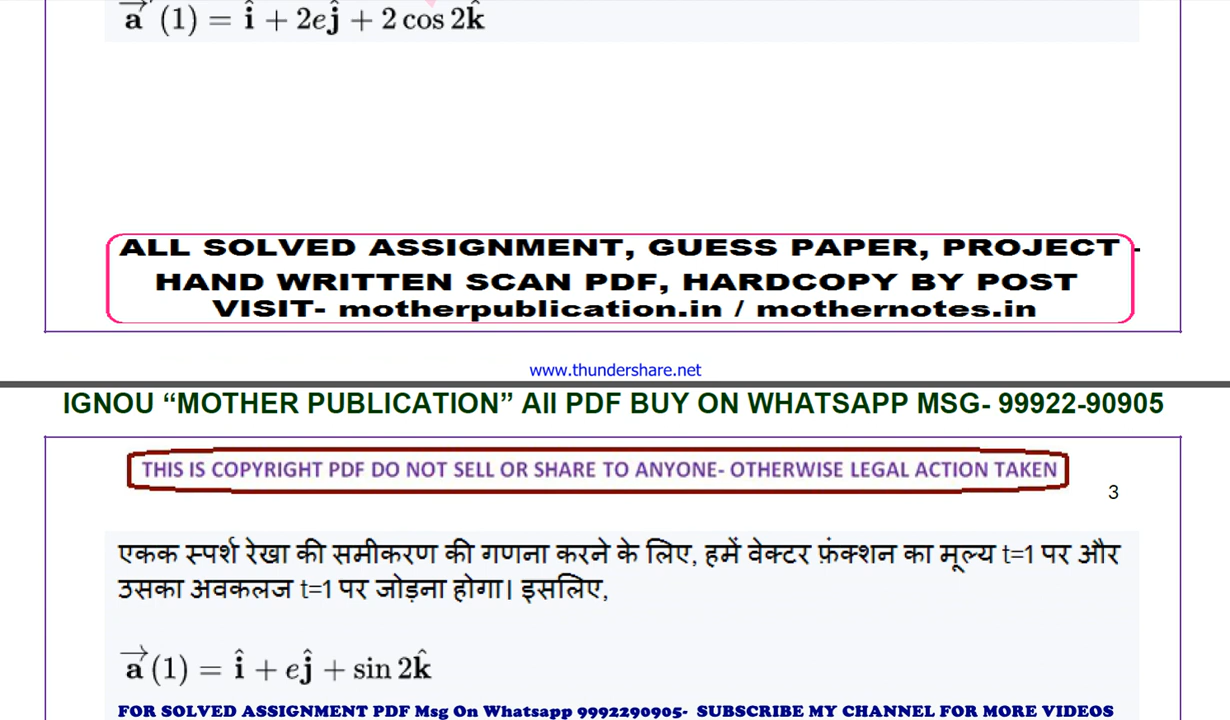 a⃗′(1) = î + 2eĵ + 2 cos 2k̂
ALL SOLVED ASSIGNMENT, GUESS PAPER, PROJECT -
HAND WRITTEN SCAN PDF, HARDCOPY BY POST
VISIT- motherpublication.in / mothernotes.in
www.thundershare.net
IGNOU “MOTHER PUBLICATION” All PDF BUY ON WHATSAPP MSG- 99922-90905
THIS IS COPYRIGHT PDF DO NOT SELL OR SHARE TO ANYONE- OTHERWISE LEGAL ACTION TAKEN
3
एकक स्पर्श रेखा की समीकरण की गणना करने के लिए, हमें वेक्टर फ़ंक्शन का मूल्य t=1 पर और
उसका अवकलज t=1 पर जोड़ना होगा। इसलिए,
a⃗(1) = î + eĵ + sin 2k̂
FOR SOLVED ASSIGNMENT PDF Msg On Whatsapp 9992290905- SUBSCRIBE MY CHANNEL FOR MORE VIDEOS